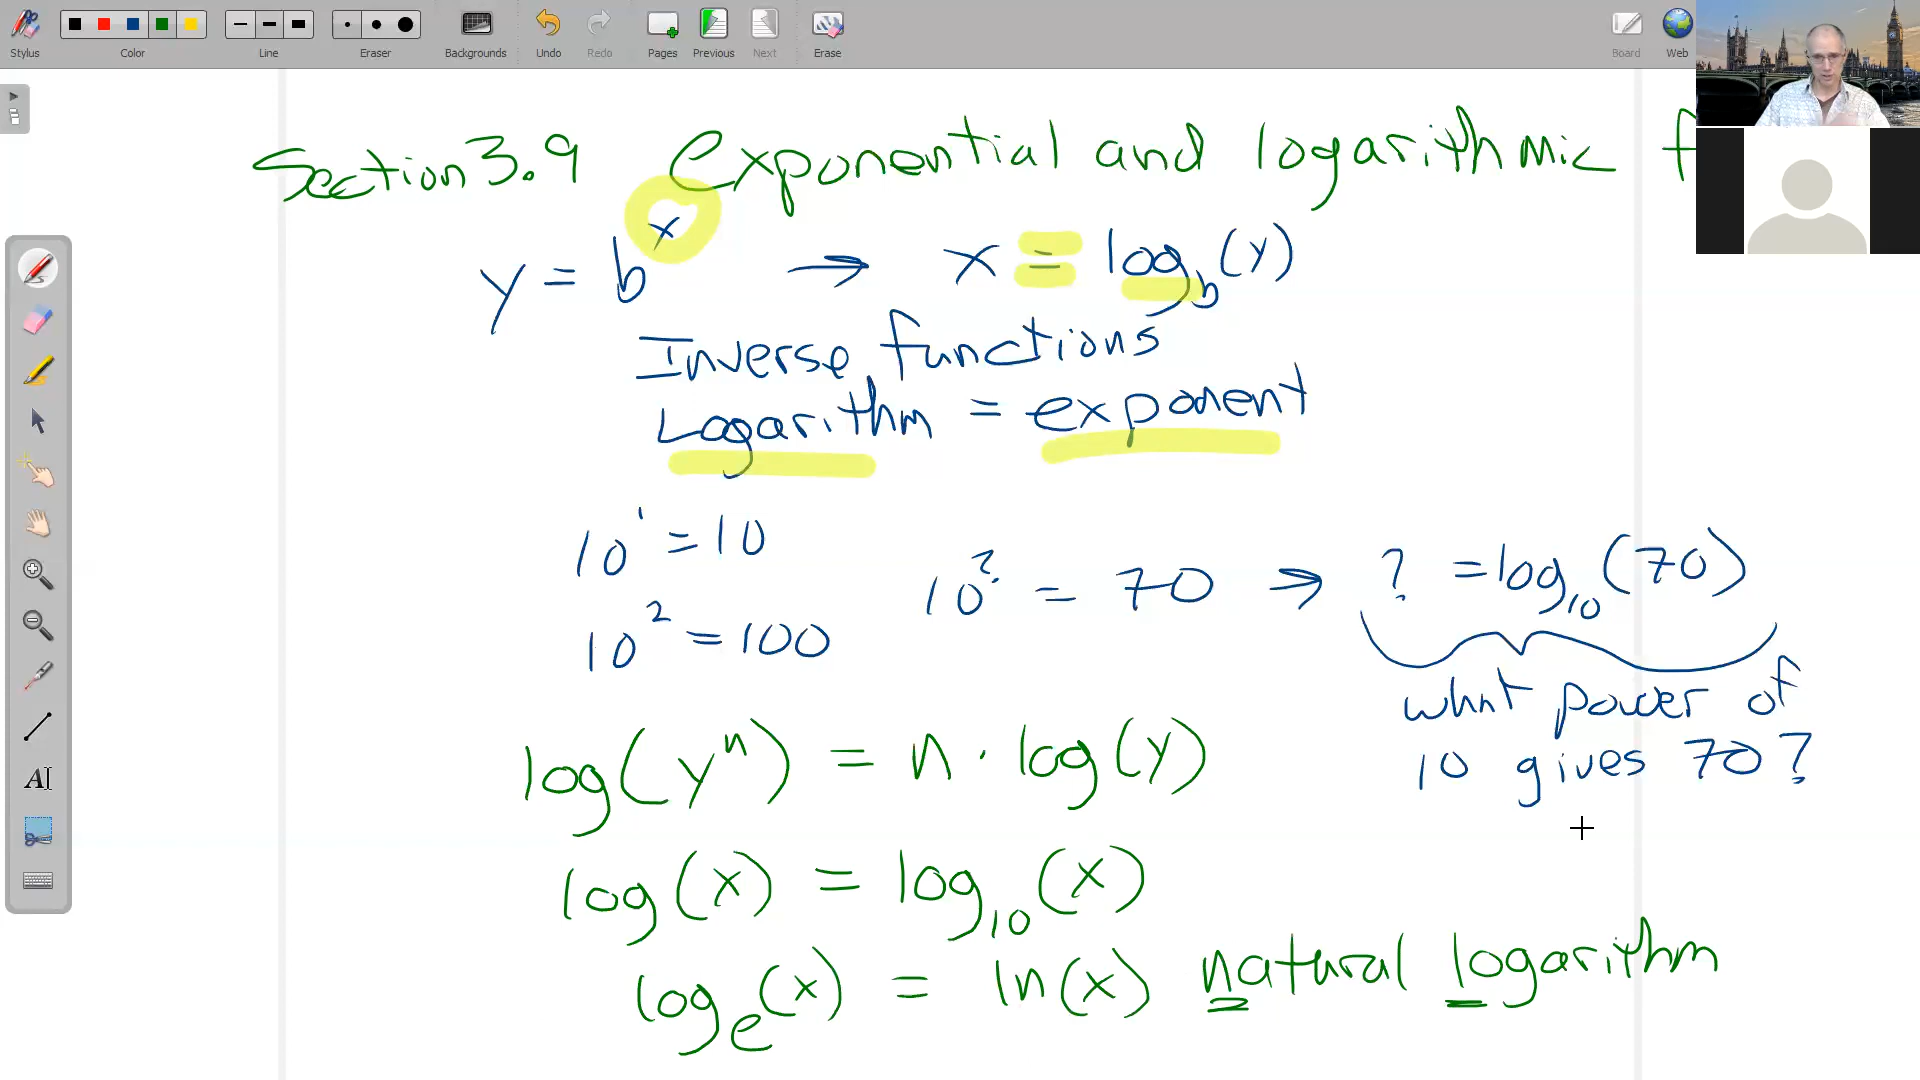 Stylus Color Line Eraser Backgrounds Undo Redo Pages Previous Next Erase Board Web
Section 3.9 Exponential and logarithmic f
y = b^x → x = log_b(y)
Inverse functions
Logarithm = exponent
10^1 = 10
10^? = 70 → ? = log_10(70)
10^2 = 100
what power of
10 gives 70?
log(y^n) = n · log(y)
log(x) = log_10(x)
log_e(x) = ln(x) natural logarithm